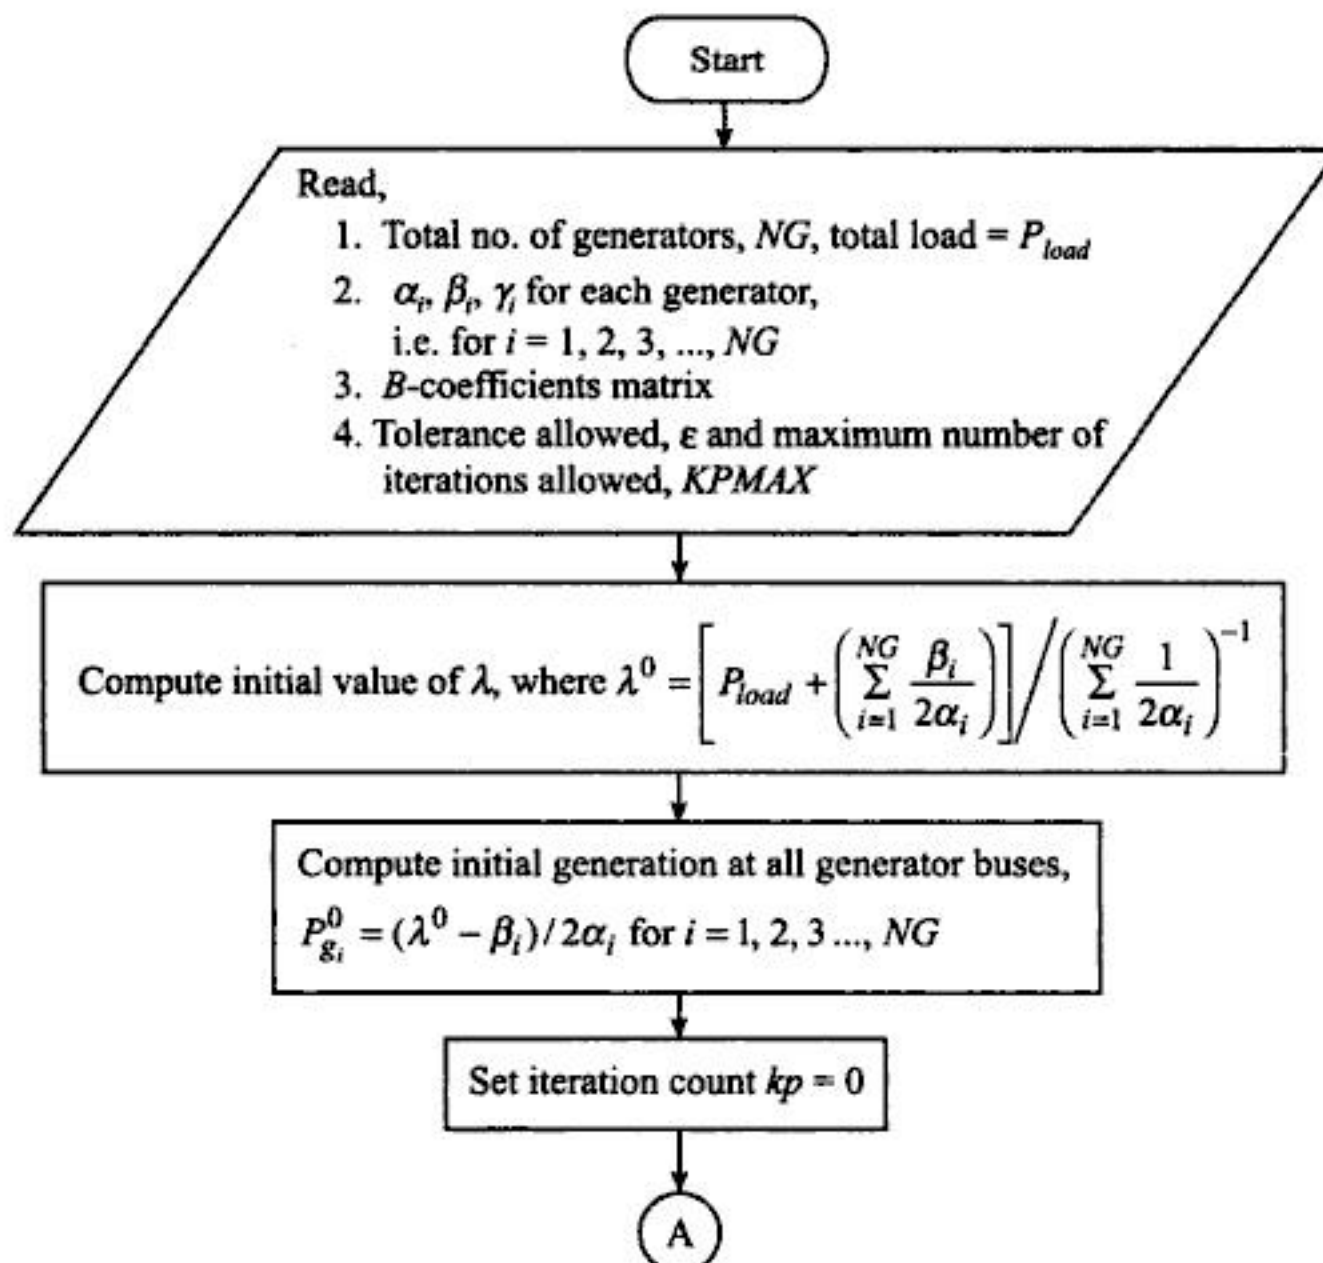 Start
Read,
1. Total no. of generators, NG, total load = P_load
2. α_i, β_i, γ_i for each generator,
i.e. for i = 1, 2, 3, ..., NG
3. B-coefficients matrix
4. Tolerance allowed, ε and maximum number of
iterations allowed, KPMAX
Compute initial value of λ, where λ^0 = [P_load + (∑_{i=1}^{NG} β_i / 2α_i)] / (∑_{i=1}^{NG} 1 / 2α_i)^{-1}
Compute initial generation at all generator buses,
P_{g_i}^0 = (λ^0 − β_i) / 2α_i for i = 1, 2, 3 ..., NG
Set iteration count kp = 0
A